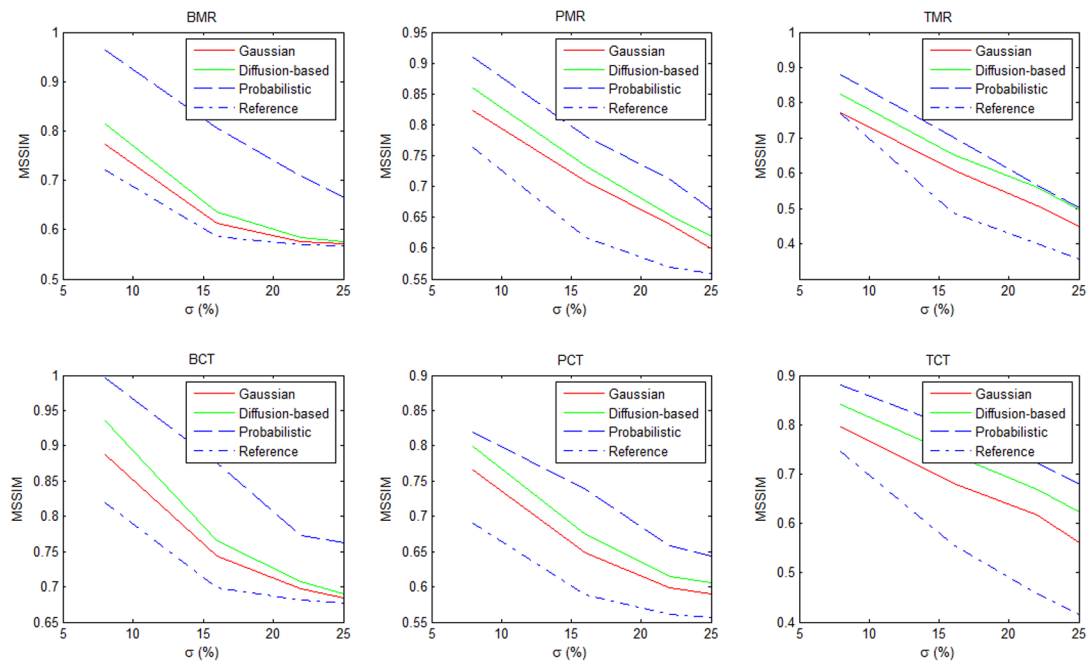 BMR
MSSIM
1
0.9
0.8
0.7
0.6
0.5
5 10 15 20 25
σ (%)
Gaussian
Diffusion-based
Probabilistic
Reference
PMR
MSSIM
0.95
0.9
0.85
0.8
0.75
0.7
0.65
0.6
0.55
5 10 15 20 25
σ (%)
Gaussian
Diffusion-based
Probabilistic
Reference
TMR
MSSIM
1
0.9
0.8
0.7
0.6
0.5
0.4
5 10 15 20 25
σ (%)
Gaussian
Diffusion-based
Probabilistic
Reference
BCT
MSSIM
1
0.95
0.9
0.85
0.8
0.75
0.7
0.65
5 10 15 20 25
σ (%)
Gaussian
Diffusion-based
Probabilistic
Reference
PCT
MSSIM
0.9
0.85
0.8
0.75
0.7
0.65
0.6
0.55
5 10 15 20 25
σ (%)
Gaussian
Diffusion-based
Probabilistic
Reference
TCT
MSSIM
0.9
0.8
0.7
0.6
0.5
0.4
5 10 15 20 25
σ (%)
Gaussian
Diffusion-based
Probabilistic
Reference